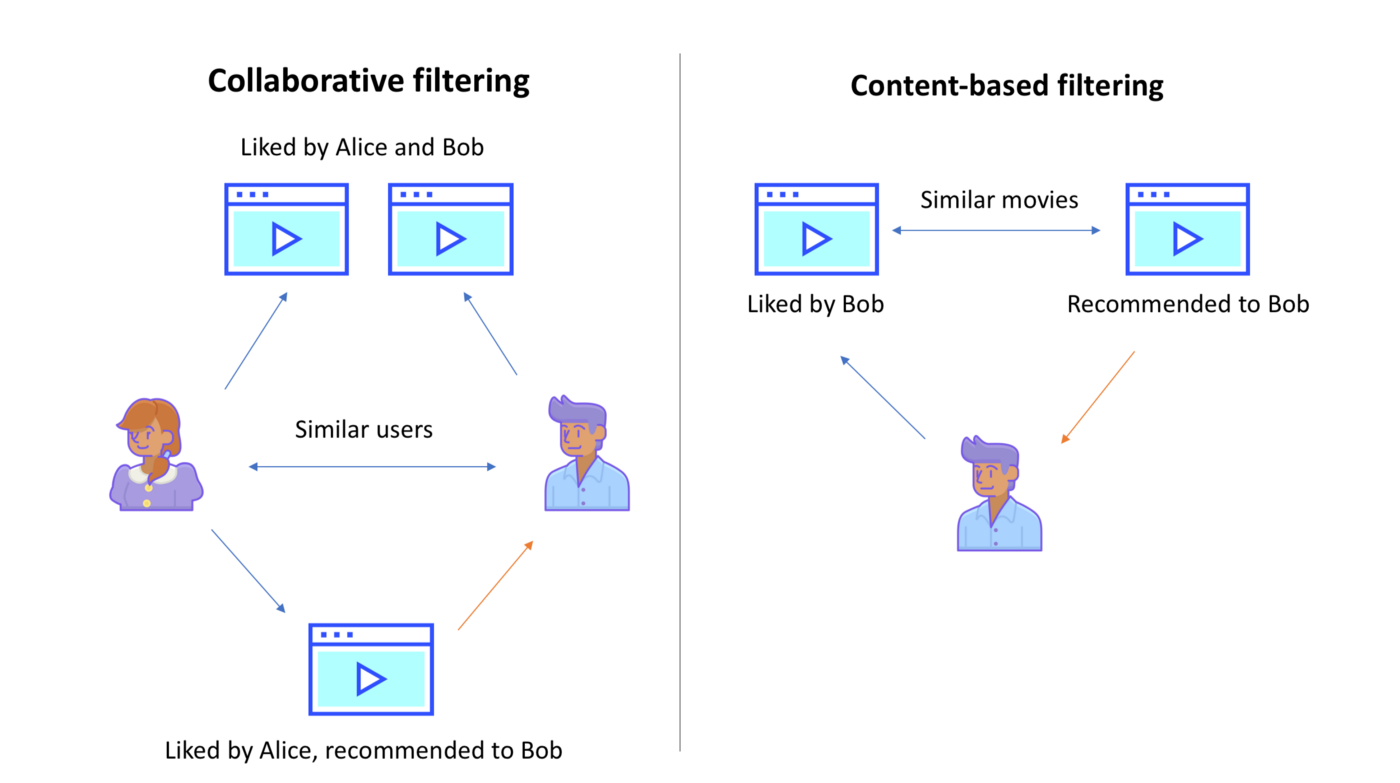 Collaborative filtering
Liked by Alice and Bob
Similar users
Liked by Alice, recommended to Bob
Content-based filtering
Similar movies
Liked by Bob
Recommended to Bob